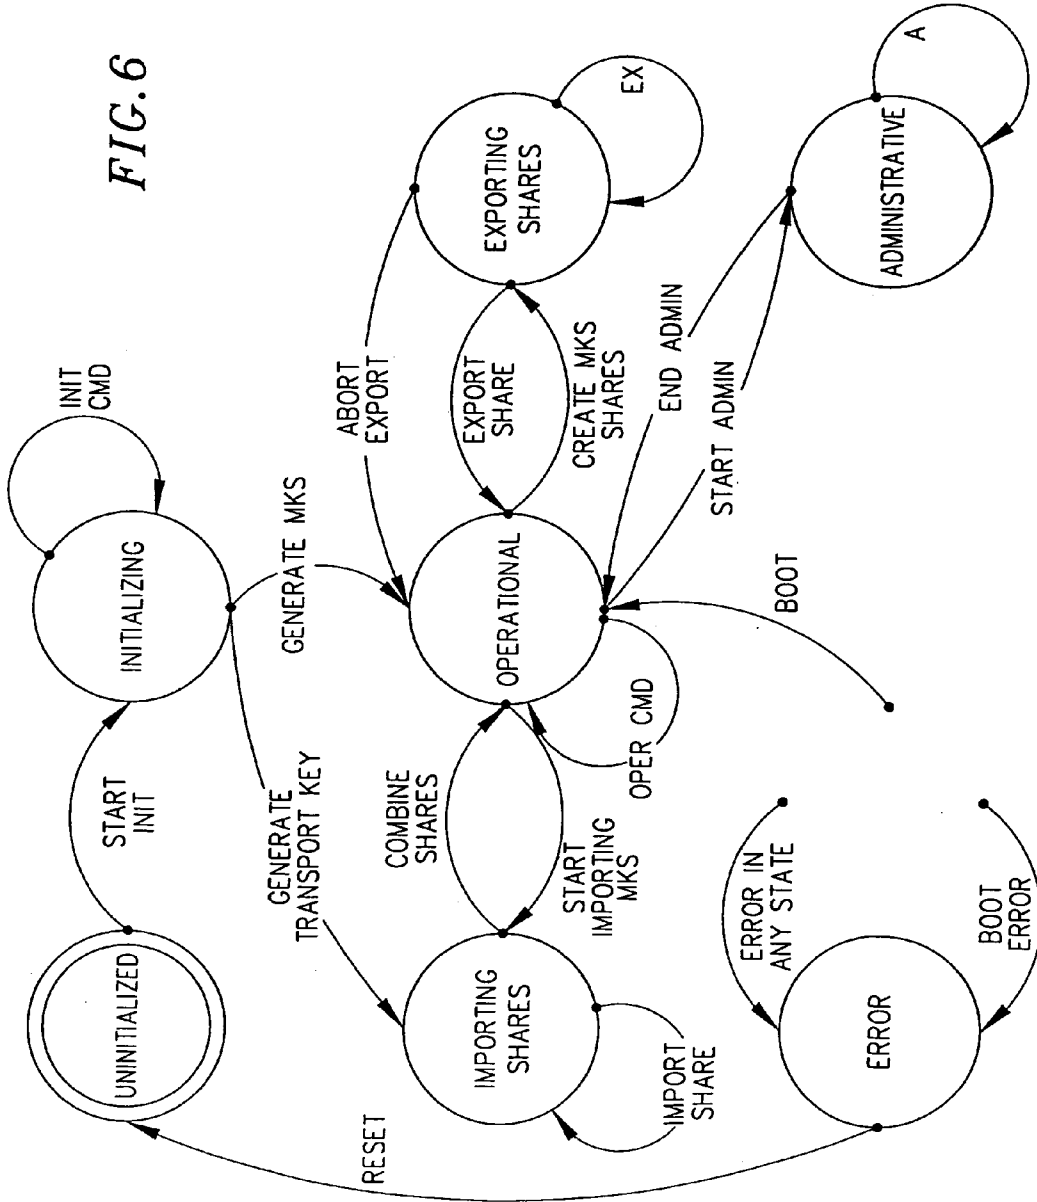 FIG. 6
UNINITIALIZED
START
INIT
INITIALIZING
INIT
CMD
RESET
GENERATE
TRANSPORT KEY
GENERATE MKS
ABORT
EXPORT
IMPORTING
SHARES
COMBINE
SHARES
START
IMPORTING
MKS
IMPORT
SHARE
OPERATIONAL
OPER CMD
EXPORT
SHARE
CREATE MKS
SHARES
EXPORTING
SHARES
EX
ERROR
ERROR IN
ANY STATE
BOOT
ERROR
BOOT
START ADMIN
END ADMIN
ADMINISTRATIVE
A